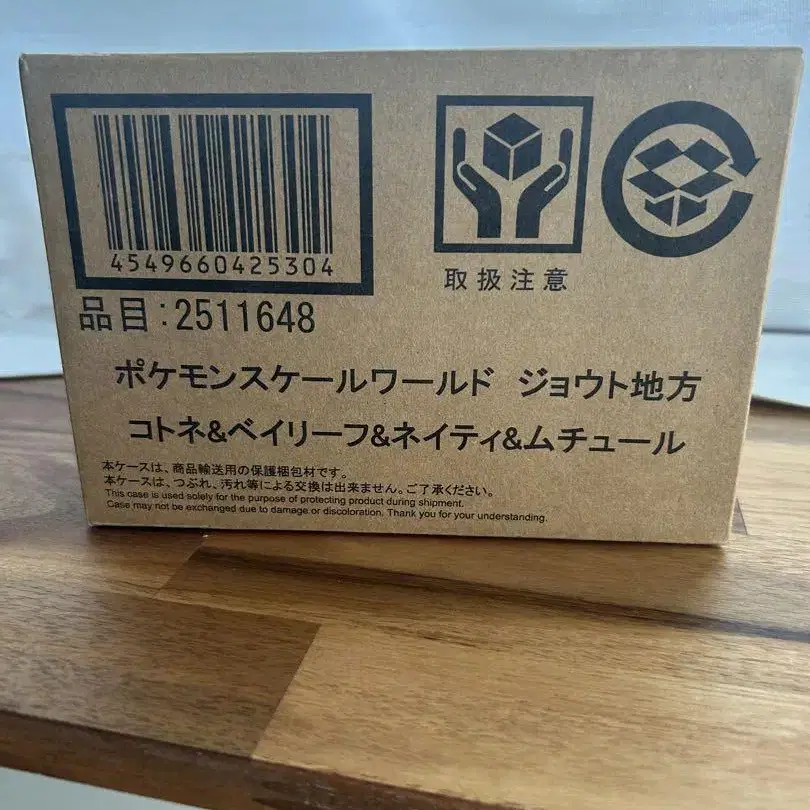 4549660425304
取扱注意
品目:2511648
ポケモンスケールワールド ジョウト地方
コトネ&ベイリーフ&ネイティ&ムチュール
本ケースは、商品輸送用の保護梱包材です。
本ケースは、つぶれ、汚れ等による交換は出来ません。ご了承ください。
This case is used solely for the purpose of protecting product during shipment.
Case may not be exchanged due to damage or discoloration. Thank you for your understanding.